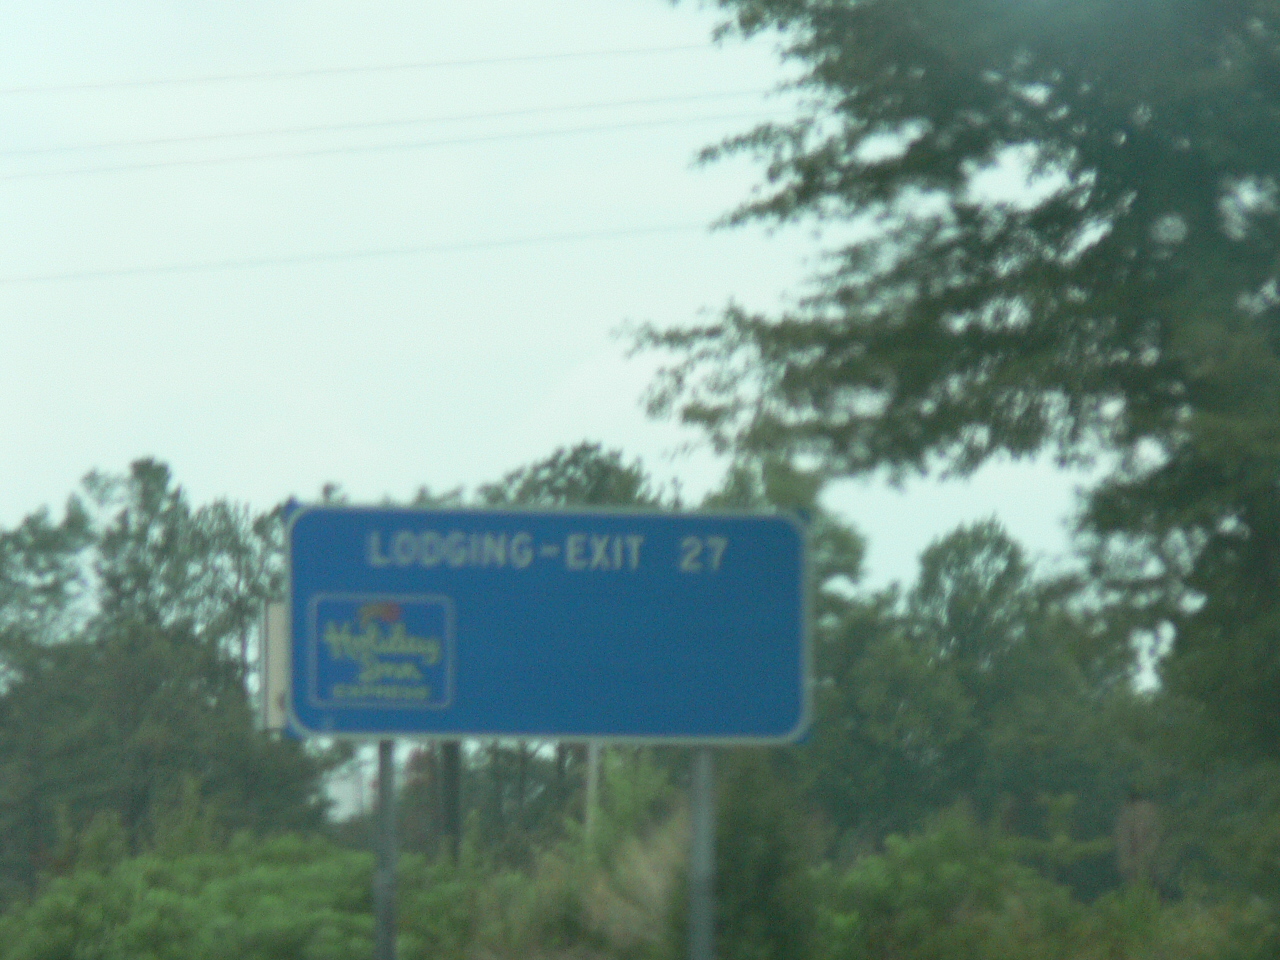 LODGING-EXIT 27
Holiday
Inn
EXPRESS